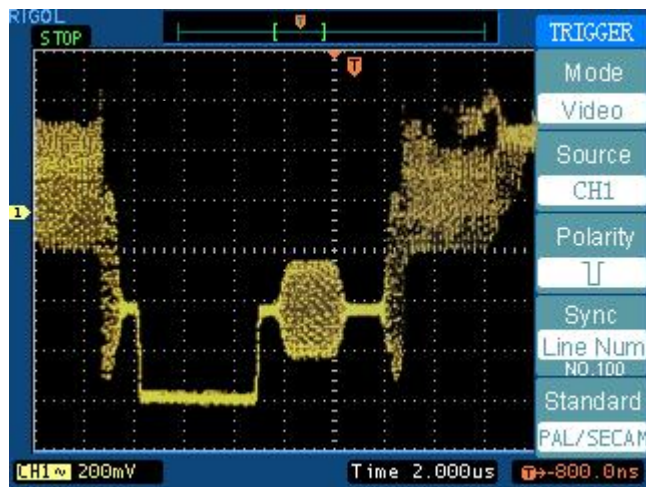 RIGOL
STOP
T
T
1
TRIGGER
Mode
Video
Source
CH1
Polarity
Sync
Line Num
NO.100
Standard
PAL/SECAM
CH1~ 200mV
Time 2.000us
T→-800.0ns